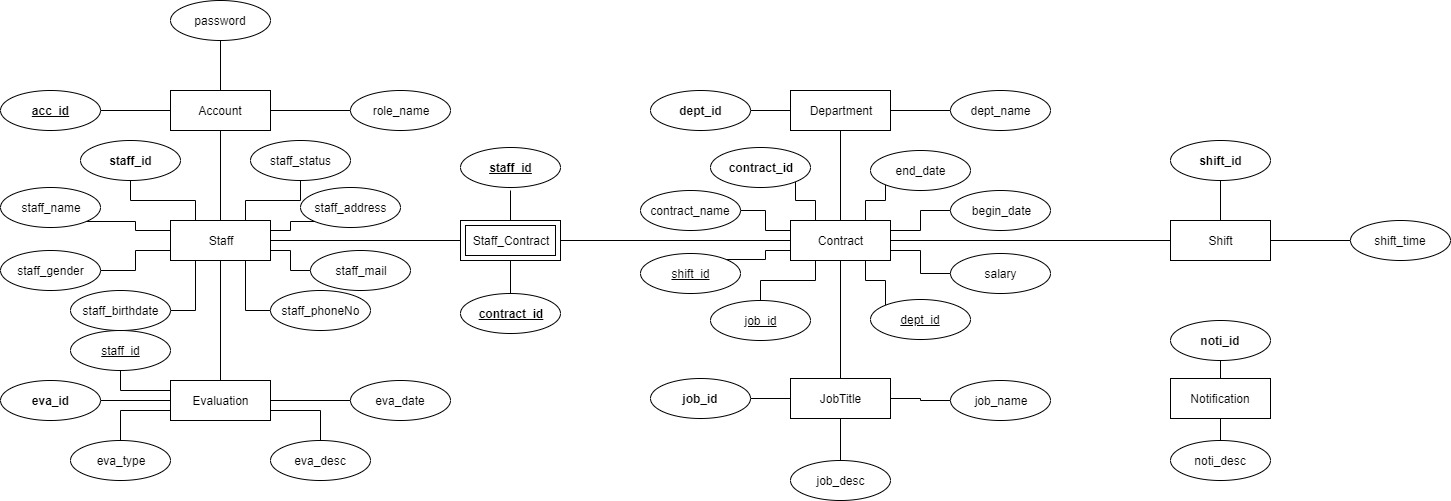 password
acc_id
Account
role_name
dept_id
Department
dept_name
staff_id
staff_status
staff_id
contract_id
end_date
shift_id
staff_name
staff_address
contract_name
begin_date
Staff
Staff_Contract
Contract
Shift
shift_time
staff_gender
staff_mail
shift_id
salary
staff_birthdate
staff_phoneNo
contract_id
job_id
dept_id
staff_id
noti_id
eva_id
Evaluation
eva_date
job_id
JobTitle
job_name
Notification
eva_type
eva_desc
job_desc
noti_desc